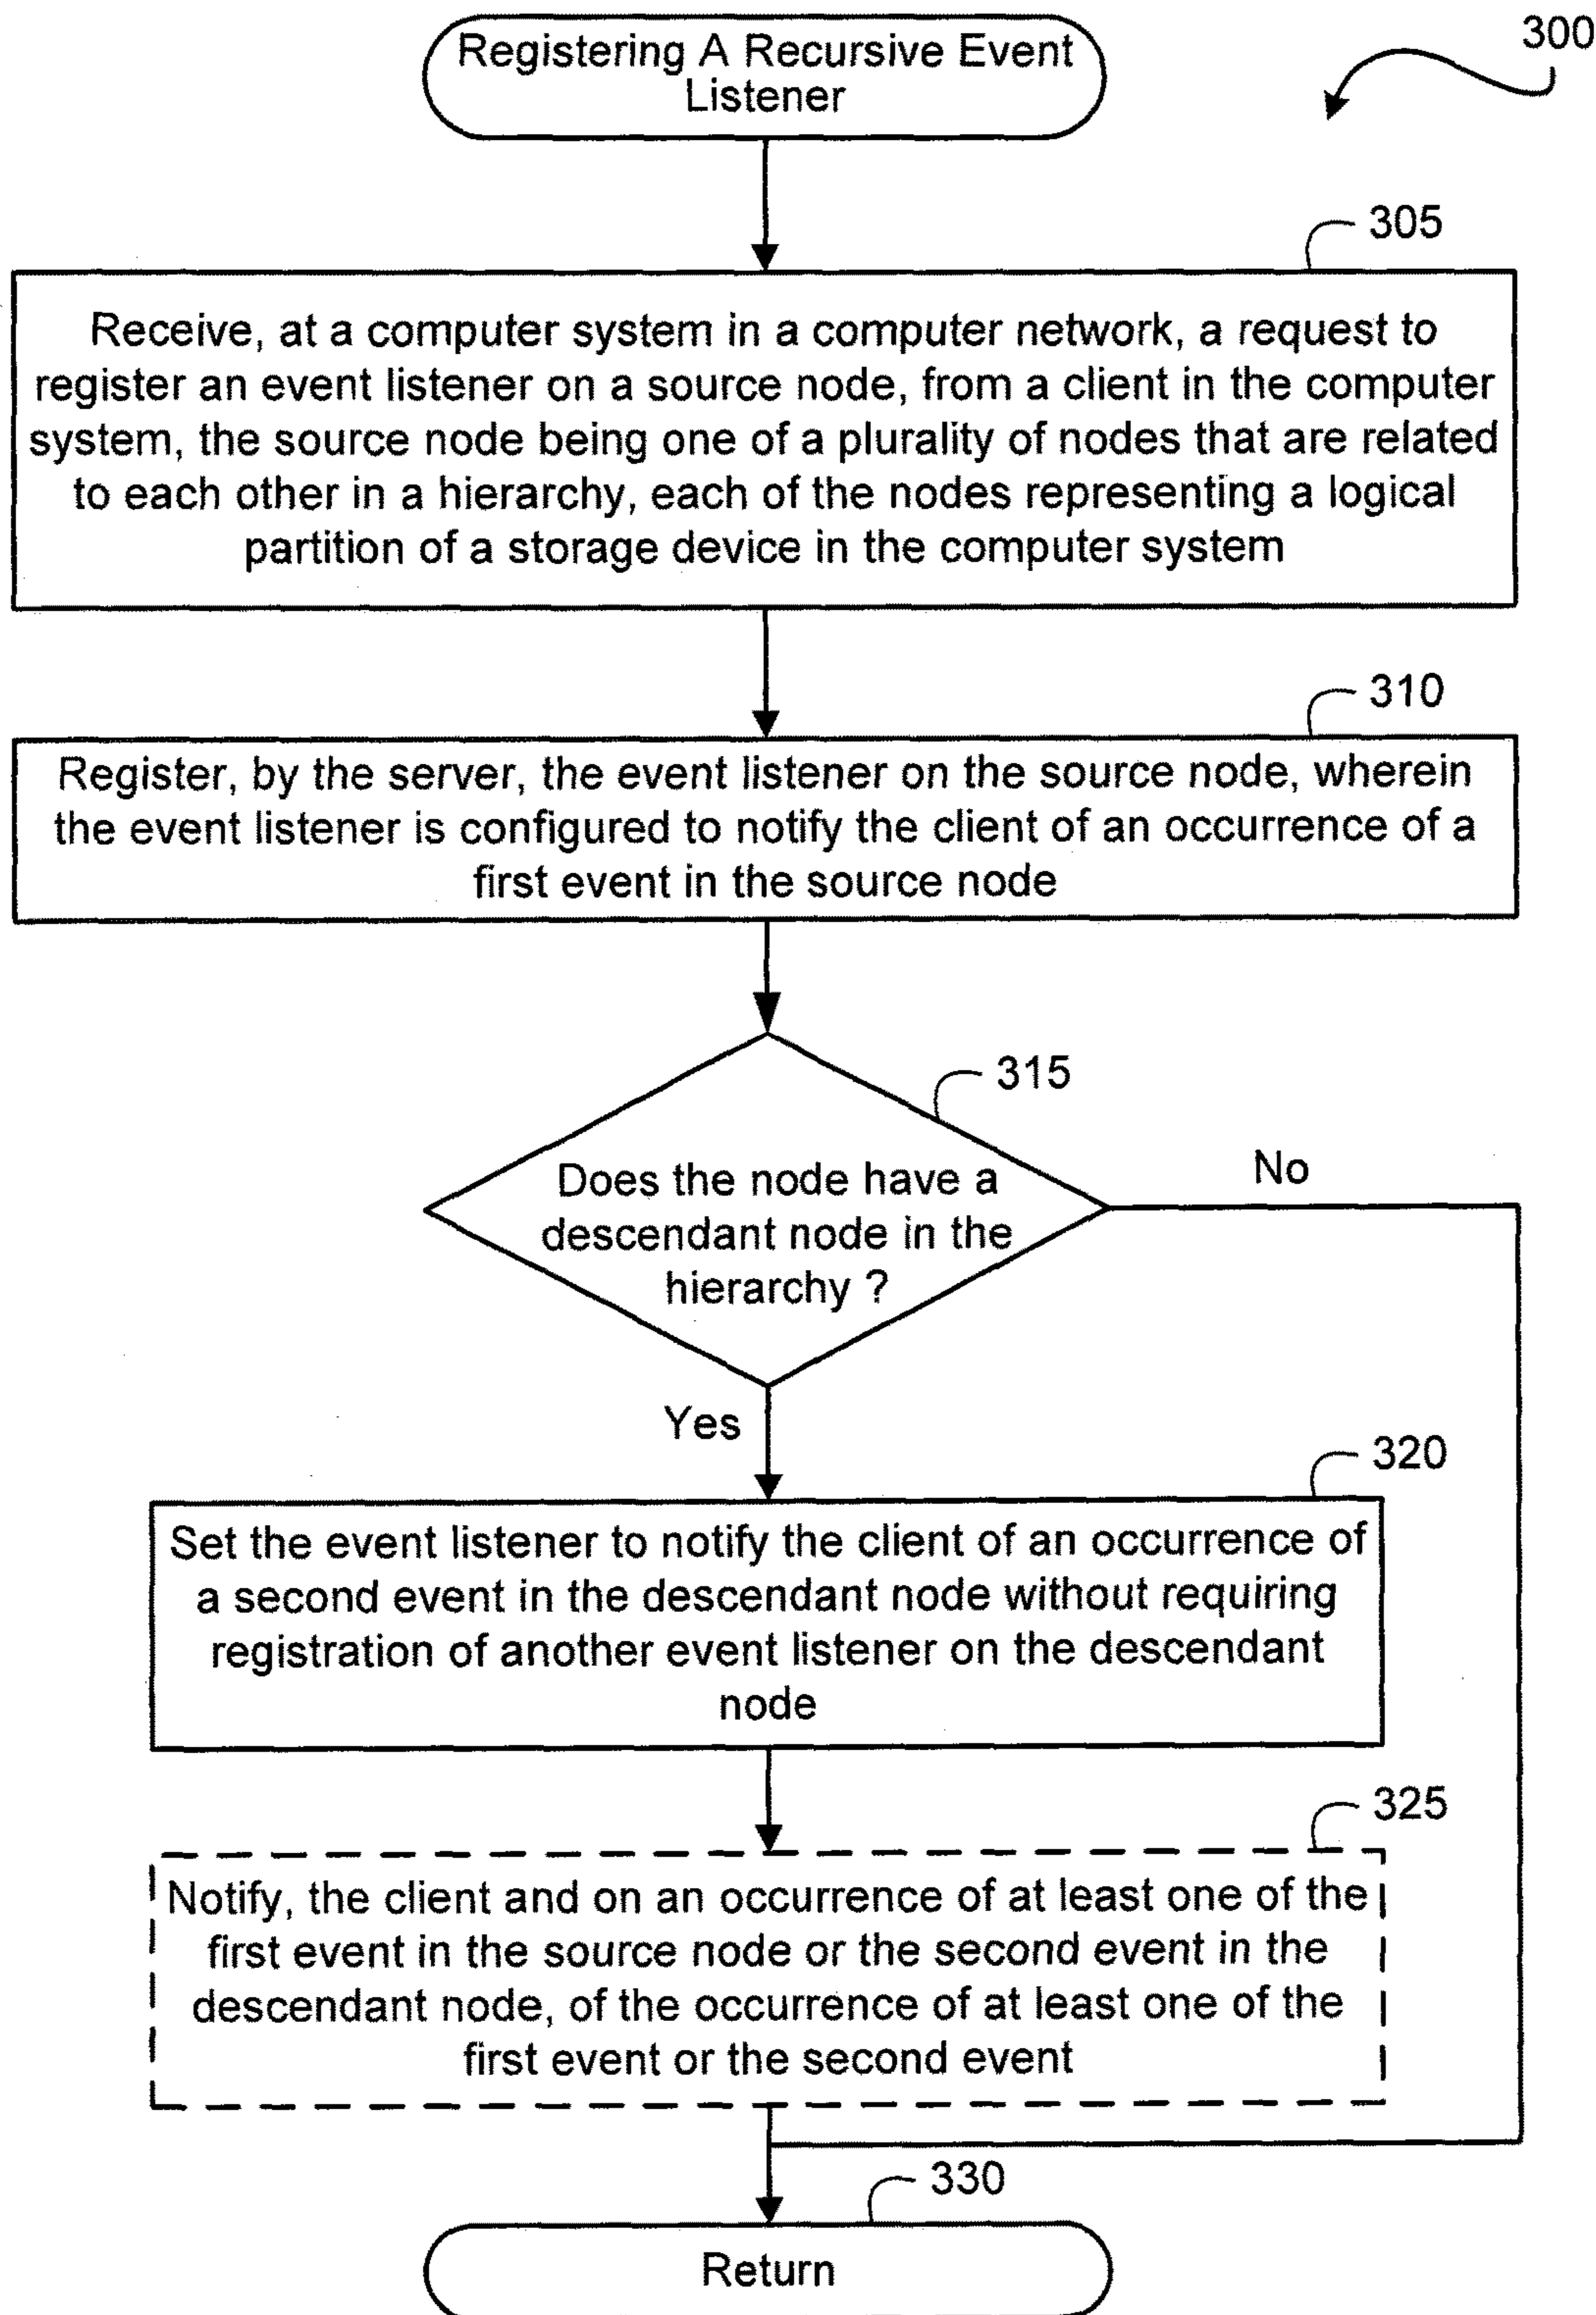 Registering A Recursive Event
Listener
300
305
Receive, at a computer system in a computer network, a request to
register an event listener on a source node, from a client in the computer
system, the source node being one of a plurality of nodes that are related
to each other in a hierarchy, each of the nodes representing a logical
partition of a storage device in the computer system
310
Register, by the server, the event listener on the source node, wherein
the event listener is configured to notify the client of an occurrence of a
first event in the source node
315
Does the node have a
descendant node in the
hierarchy ?
No
Yes
320
Set the event listener to notify the client of an occurrence of
a second event in the descendant node without requiring
registration of another event listener on the descendant
node
325
Notify, the client and on an occurrence of at least one of the
first event in the source node or the second event in the
descendant node, of the occurrence of at least one of the
first event or the second event
330
Return